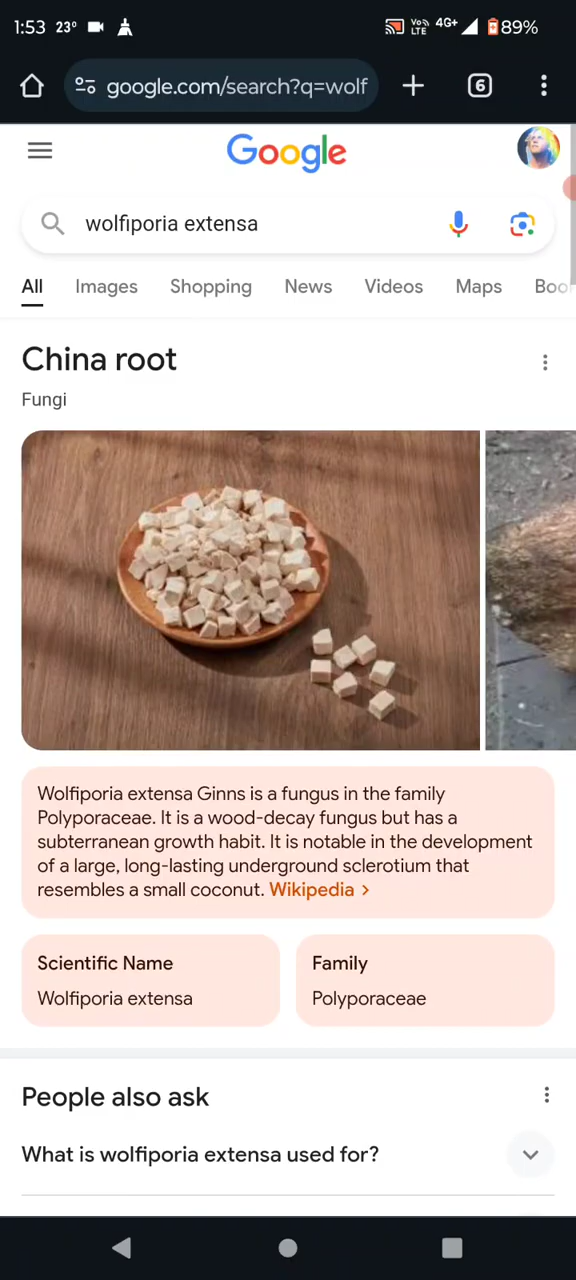 1:53 23° Vo) LTE 4G+ 89%
google.com/search?q=wolf 6
Google
wolfiporia extensa
All Images Shopping News Videos Maps Boo
China root
Fungi
Wolfiporia extensa Ginns is a fungus in the family
Polyporaceae. It is a wood-decay fungus but has a
subterranean growth habit. It is notable in the development
of a large, long-lasting underground sclerotium that
resembles a small coconut. Wikipedia >
Scientific Name
Wolfiporia extensa
Family
Polyporaceae
People also ask
What is wolfiporia extensa used for?